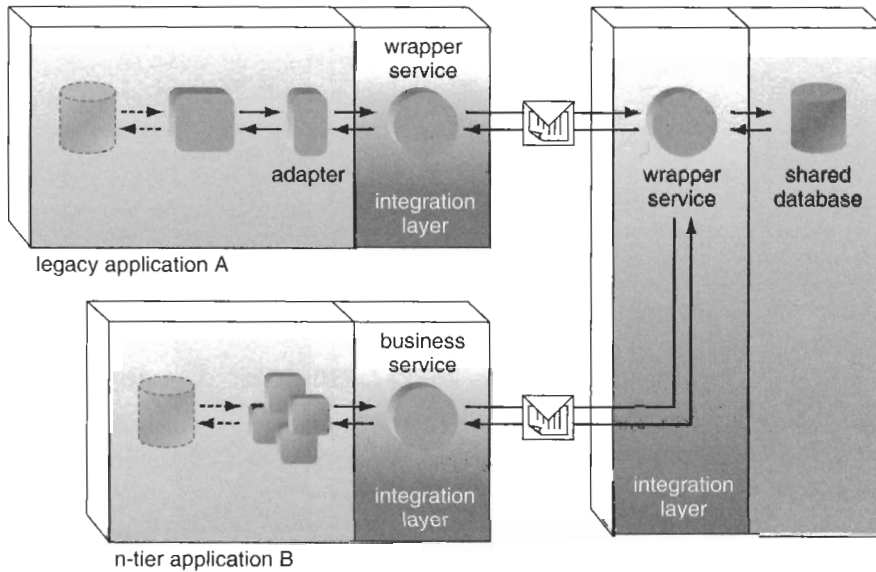 wrapper
service
adapter
integration
layer
legacy application A
wrapper
service
shared
database
business
service
integration
layer
n-tier application B
integration
layer